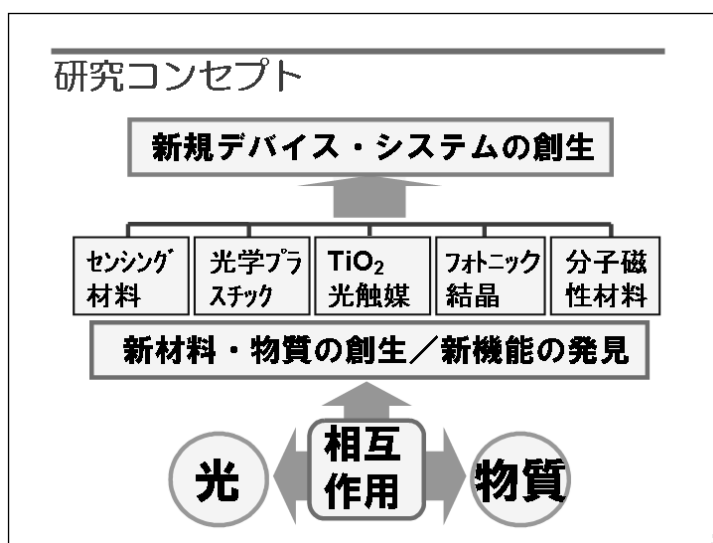 研究コンセプト
新規デバイス・システムの創生
センシング
材料
光学プラ
スチック
TiO₂
光触媒
フォトニック
結晶
分子磁
性材料
新材料・物質の創生／新機能の発見
光
相互
作用
物質